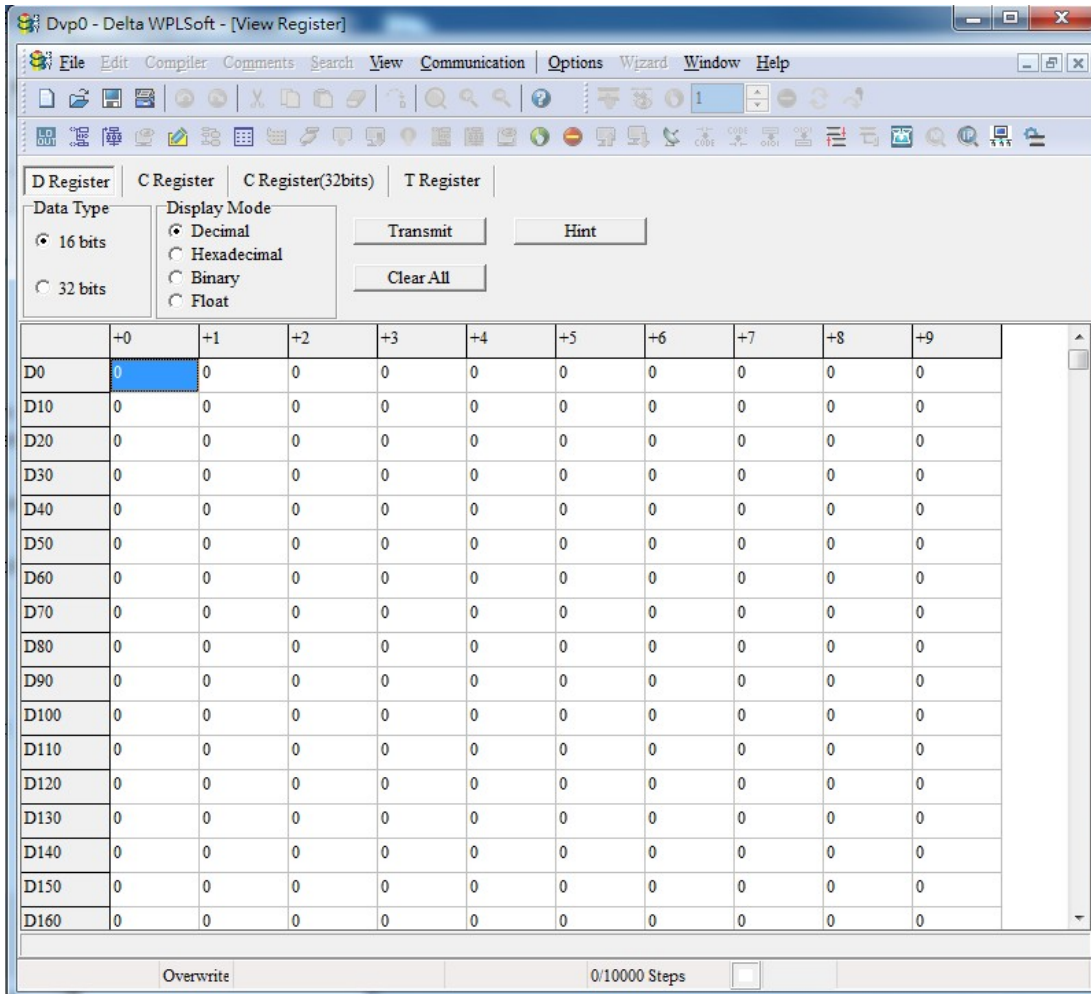 Dvp0 - Delta WPLSoft - [View Register]
File Edit Compiler Comments Search View Communication Options Wizard Window Help
1
LD OUT CODE CODE
D Register C Register C Register(32bits) T Register
Data Type Display Mode
Decimal Transmit Hint
16 bits
Hexadecimal
Binary Clear All
32 bits
Float
+0 +1 +2 +3 +4 +5 +6 +7 +8 +9
D0 0 0 0 0 0 0 0 0 0 0
D10 0 0 0 0 0 0 0 0 0 0
D20 0 0 0 0 0 0 0 0 0 0
D30 0 0 0 0 0 0 0 0 0 0
D40 0 0 0 0 0 0 0 0 0 0
D50 0 0 0 0 0 0 0 0 0 0
D60 0 0 0 0 0 0 0 0 0 0
D70 0 0 0 0 0 0 0 0 0 0
D80 0 0 0 0 0 0 0 0 0 0
D90 0 0 0 0 0 0 0 0 0 0
D100 0 0 0 0 0 0 0 0 0 0
D110 0 0 0 0 0 0 0 0 0 0
D120 0 0 0 0 0 0 0 0 0 0
D130 0 0 0 0 0 0 0 0 0 0
D140 0 0 0 0 0 0 0 0 0 0
D150 0 0 0 0 0 0 0 0 0 0
D160 0 0 0 0 0 0 0 0 0 0
Overwrite 0/10000 Steps